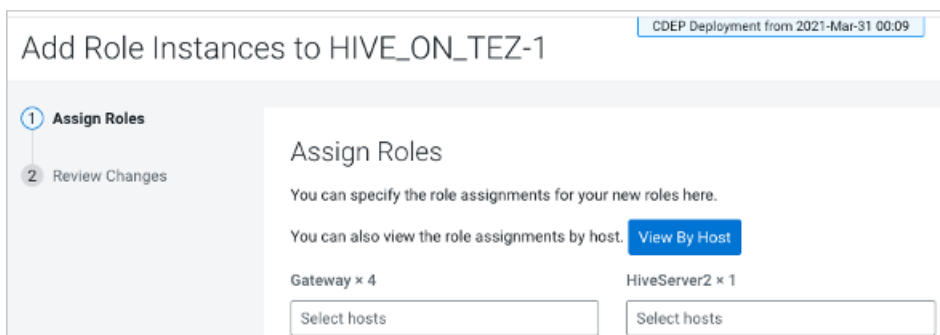 CDEP Deployment from 2021-Mar-31 00:09
Add Role Instances to HIVE_ON_TEZ-1
1 Assign Roles
2 Review Changes
Assign Roles
You can specify the role assignments for your new roles here.
You can also view the role assignments by host. View By Host
Gateway × 4 HiveServer2 × 1
Select hosts Select hosts